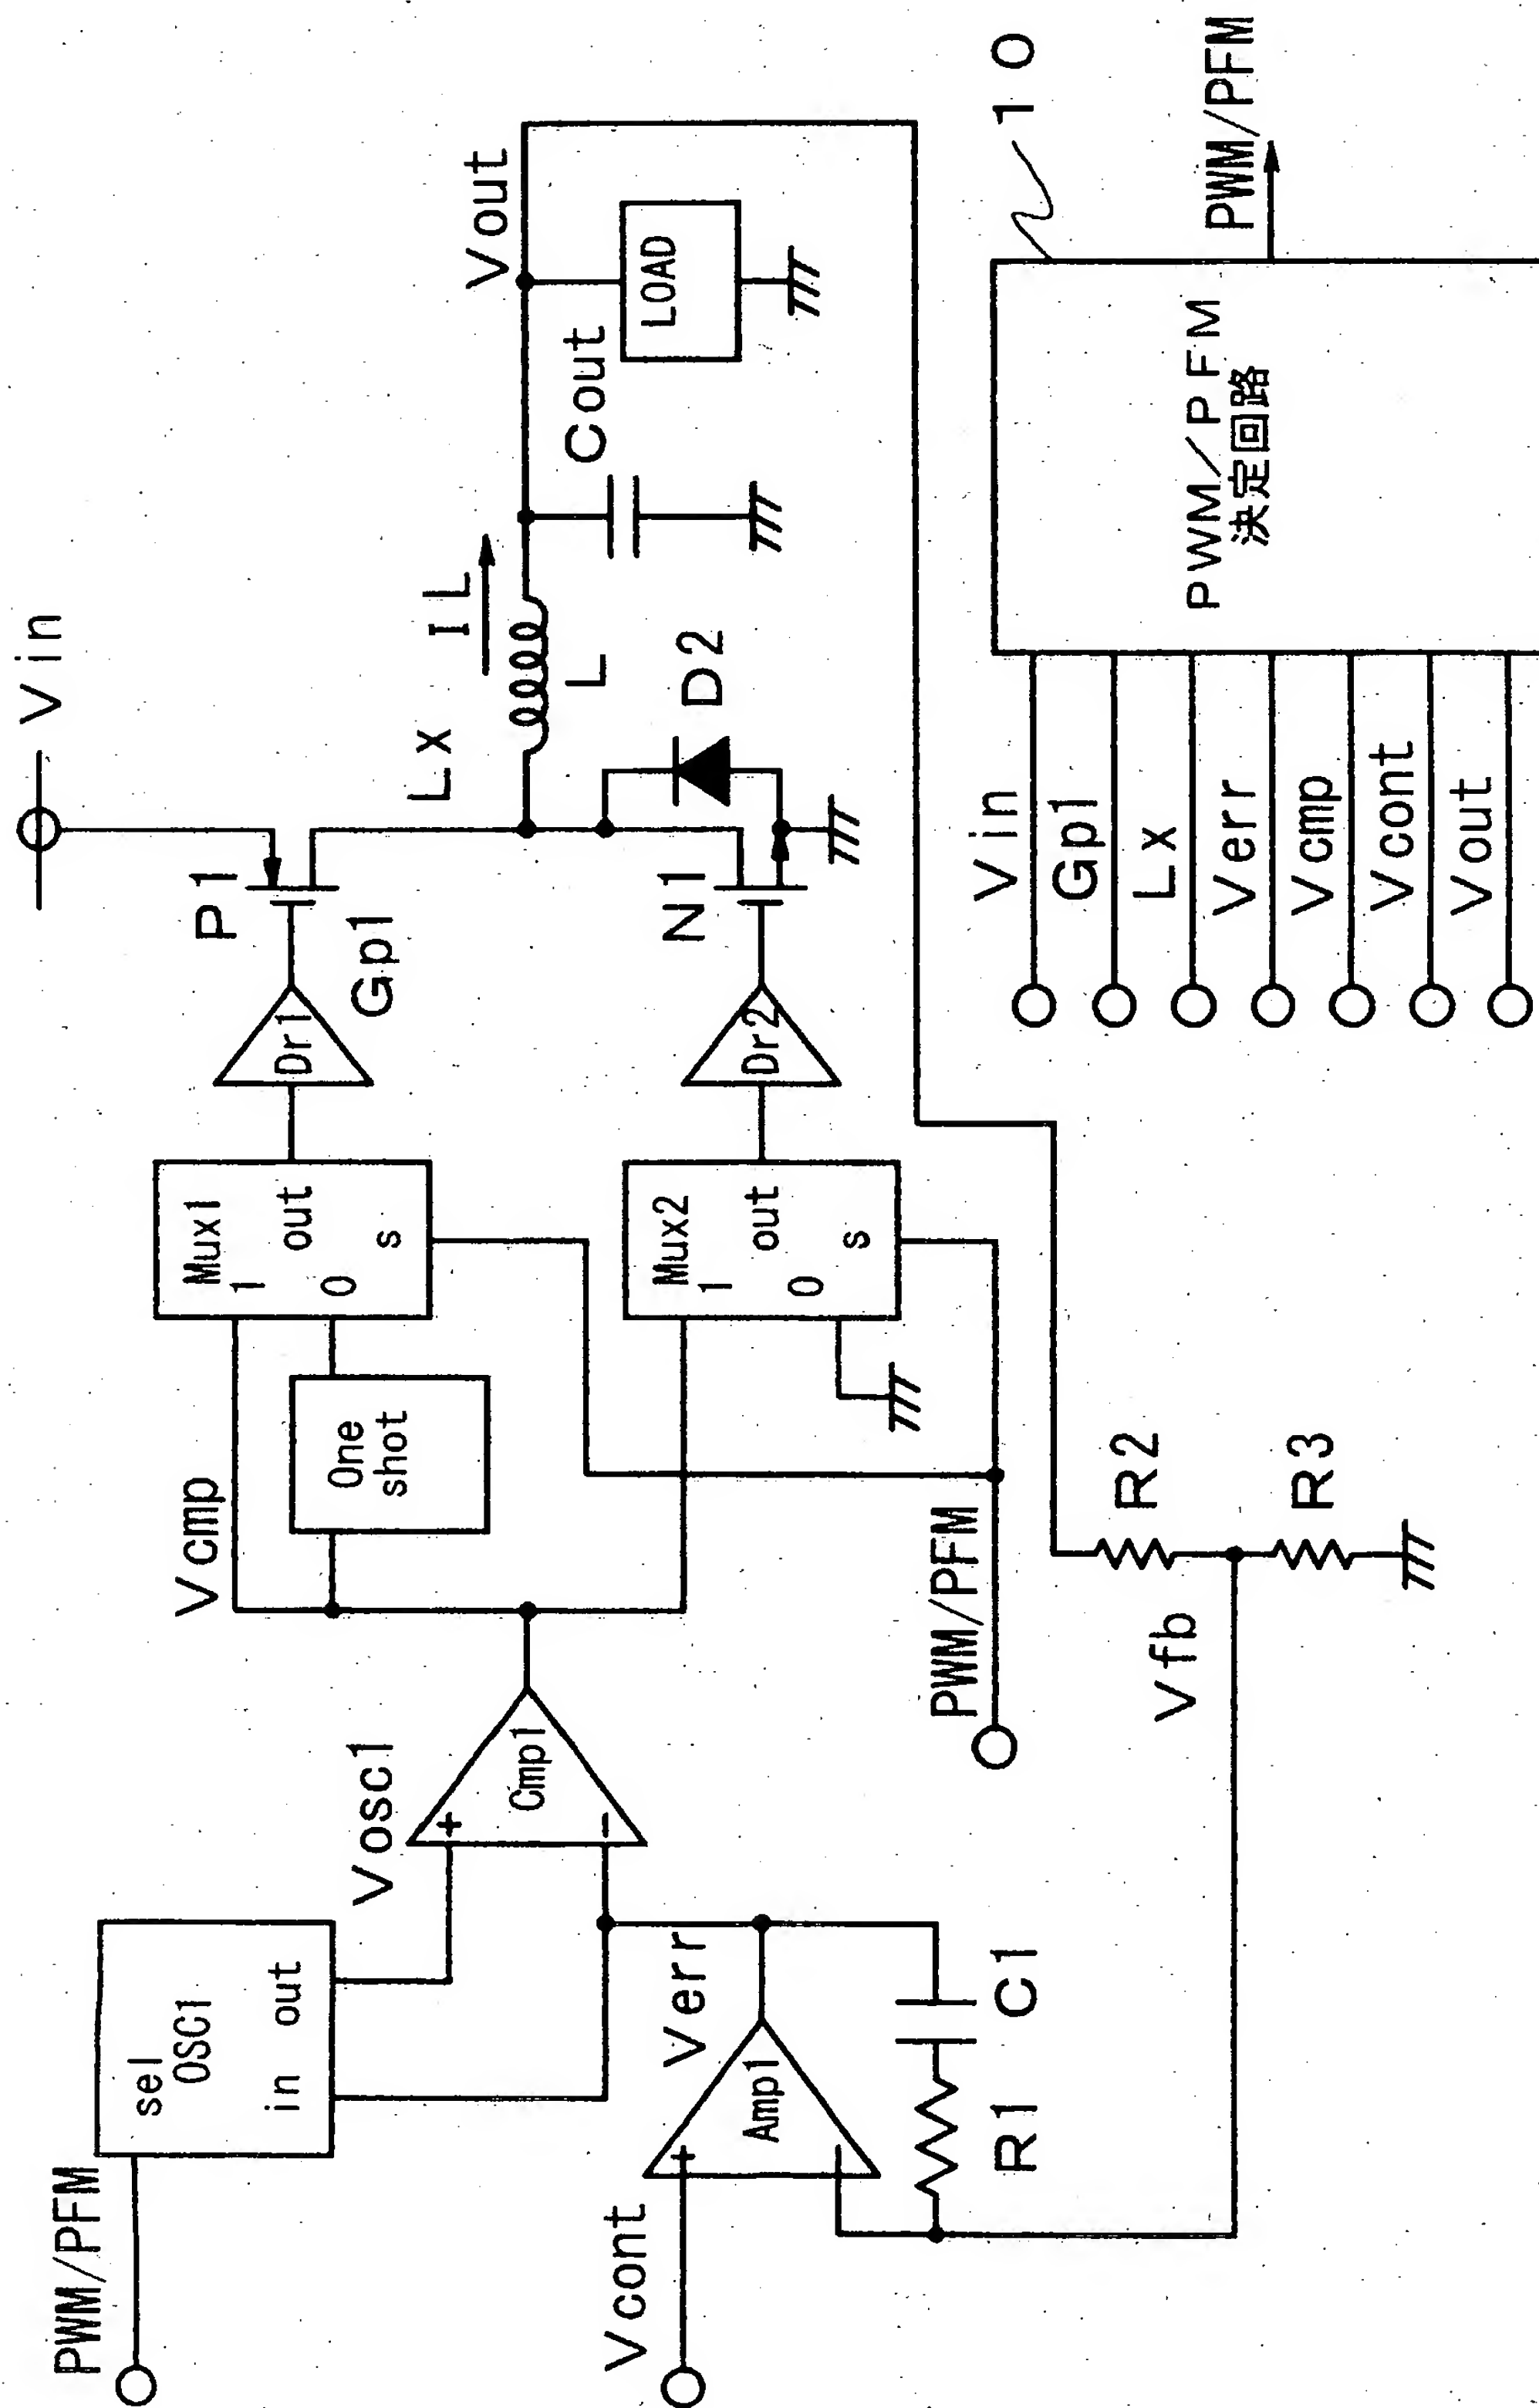 PWM/PFM
sel
OSC1
in out
Vosc1
Vcont
Amp1
Verr
R1 C1
Cmp1
Vcmp
One
shot
Mux1
1
out
0
s
Mux2
1
out
0
s
PWM/PFM
Dr1
Gp1
P1
Vin
Dr2
N1
Lx
IL
L
D2
Cout
Vout
LOAD
Vfb
R2
R3
Vin
Gp1
Lx
Verr
Vcmp
Vcont
Vout
PWM/PFM
決定回路
10
PWM/PFM